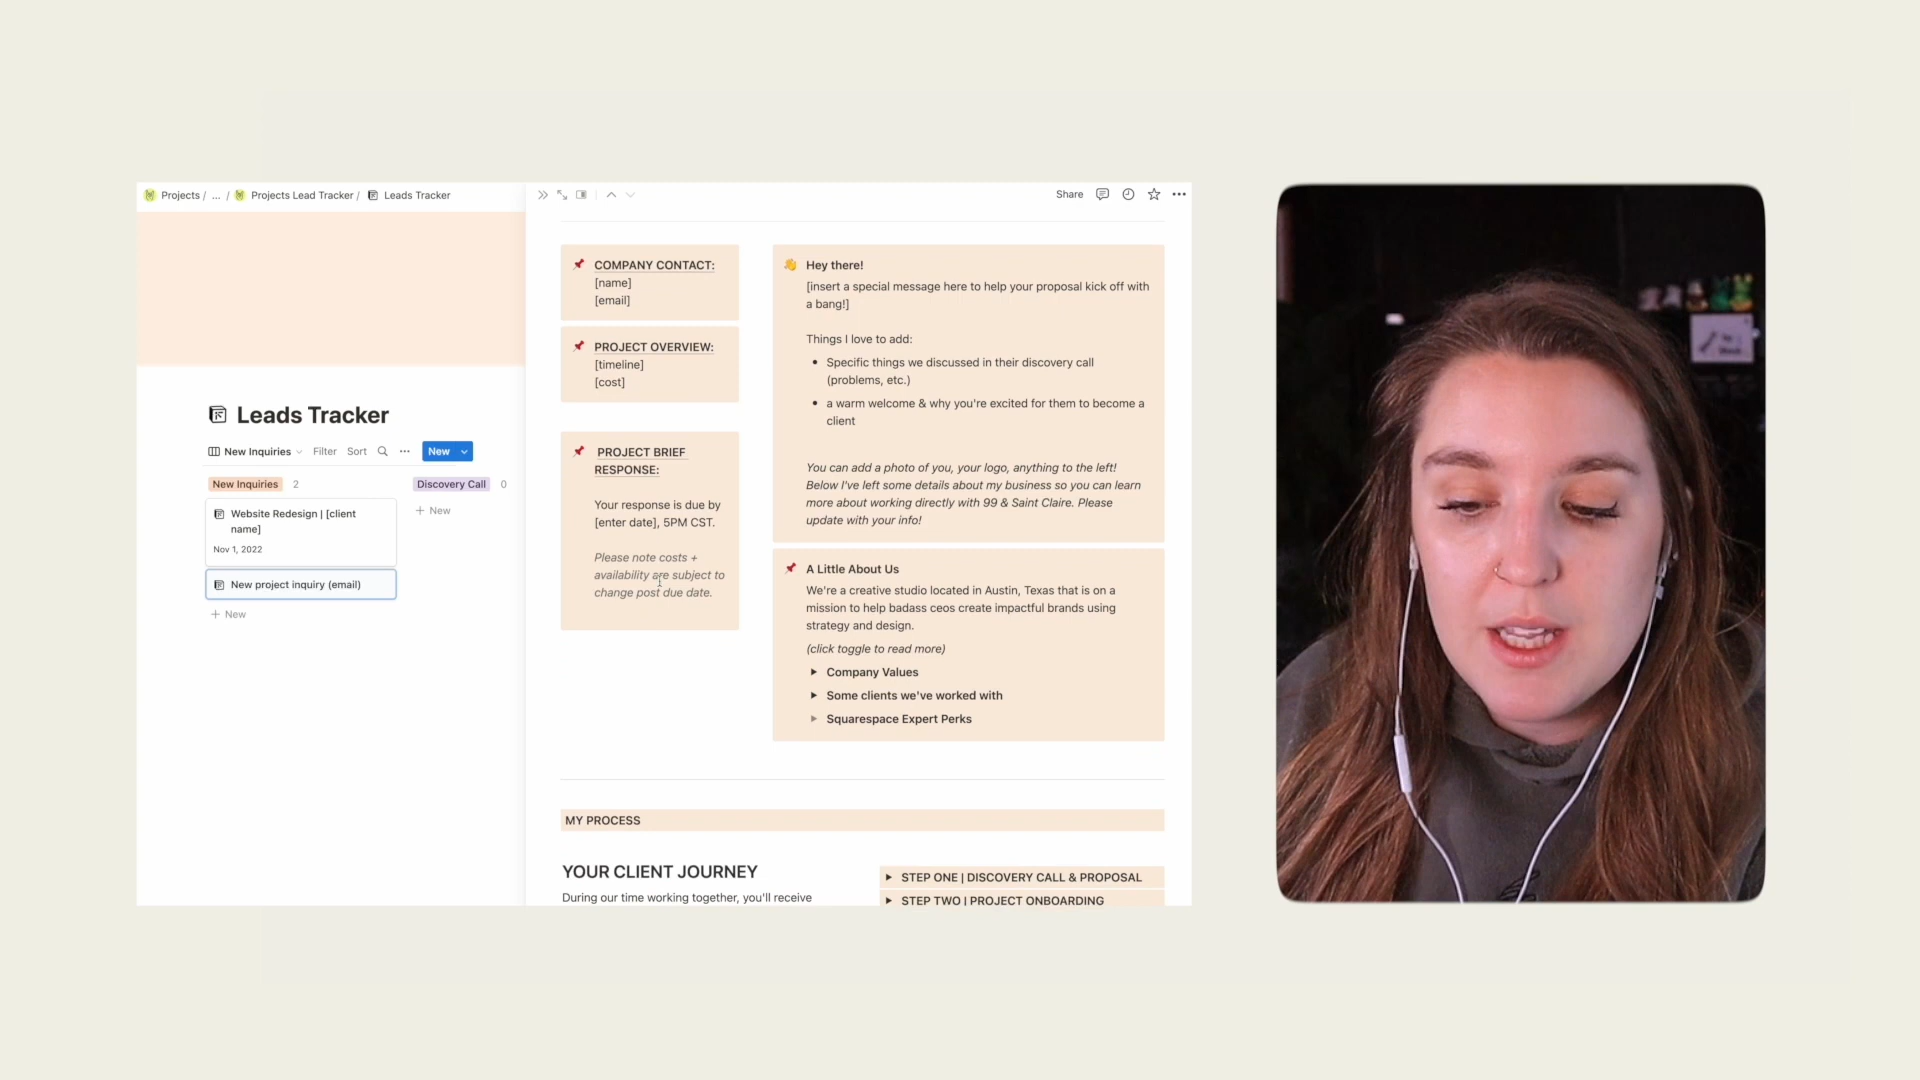 Projects / ... / Projects Lead Tracker / Leads Tracker
Share
Leads Tracker
New Inquiries Filter Sort New
New Inquiries 2
Discovery Call 0
Website Redesign | [client
name]
Nov 1, 2022
New project inquiry (email)
+ New
+ New
COMPANY CONTACT:
[name]
[email]
PROJECT OVERVIEW:
[timeline]
[cost]
PROJECT BRIEF
RESPONSE:
Your response is due by
[enter date], 5PM CST.
Please note costs +
availability are subject to
change post due date.
Hey there!
[insert a special message here to help your proposal kick off with
a bang!]
Things I love to add:
• Specific things we discussed in their discovery call
(problems, etc.)
• a warm welcome & why you're excited for them to become a
client
You can add a photo of you, your logo, anything to the left!
Below I've left some details about my business so you can learn
more about working directly with 99 & Saint Claire. Please
update with your info!
A Little About Us
We're a creative studio located in Austin, Texas that is on a
mission to help badass ceos create impactful brands using
strategy and design.
(click toggle to read more)
Company Values
Some clients we've worked with
Squarespace Expert Perks
MY PROCESS
YOUR CLIENT JOURNEY
During our time working together, you'll receive
STEP ONE | DISCOVERY CALL & PROPOSAL
STEP TWO | PROJECT ONBOARDING